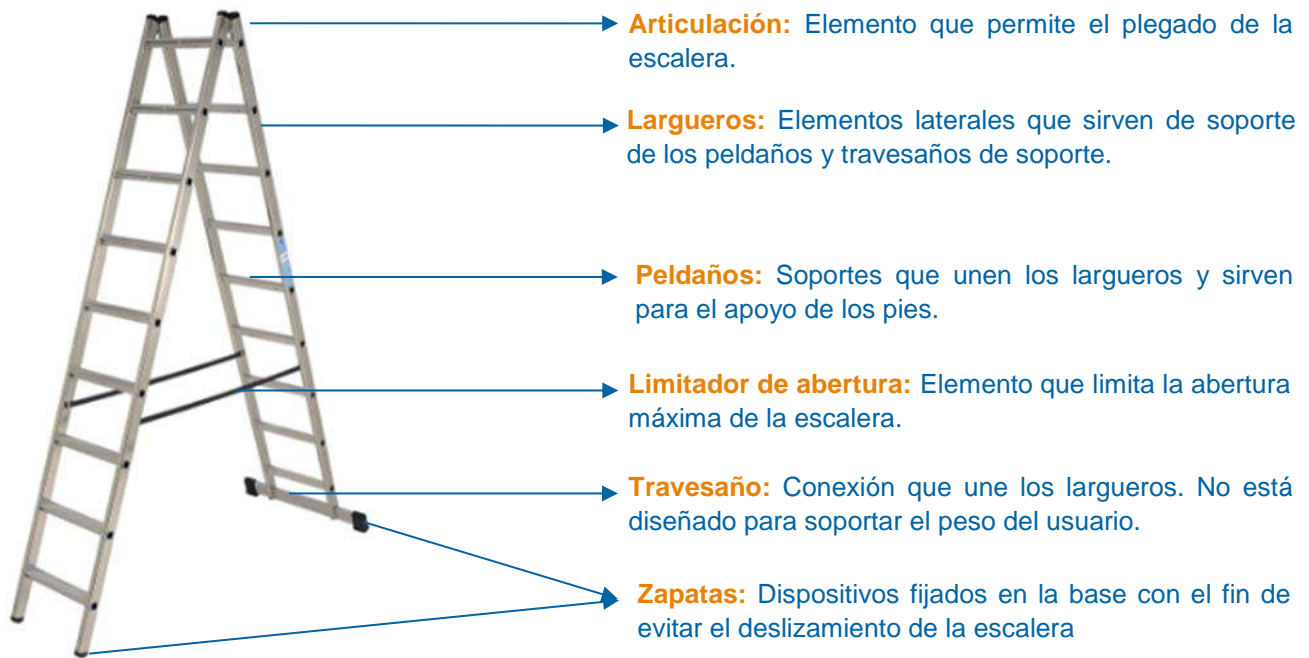 Articulación: Elemento que permite el plegado de la
escalera.
Largueros: Elementos laterales que sirven de soporte
de los peldaños y travesaños de soporte.
Peldaños: Soportes que unen los largueros y sirven
para el apoyo de los pies.
Limitador de abertura: Elemento que limita la abertura
máxima de la escalera.
Travesaño: Conexión que une los largueros. No está
diseñado para soportar el peso del usuario.
Zapatas: Dispositivos fijados en la base con el fin de
evitar el deslizamiento de la escalera